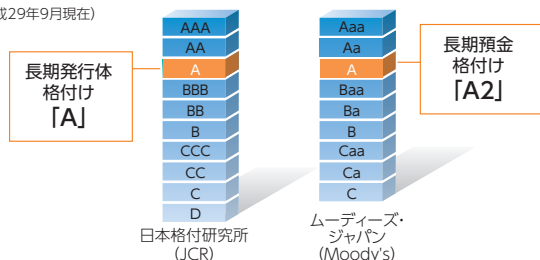 成29年9月現在)
長期発行体
格付け
「A」
AAA
AA
A
BBB
BB
B
CCC
CC
C
D
日本格付研究所
(JCR)
Aaa
Aa
A
Baa
Ba
B
Caa
Ca
C
ムーディーズ・
ジャパン
(Moody's)
長期預金
格付け
「A2」